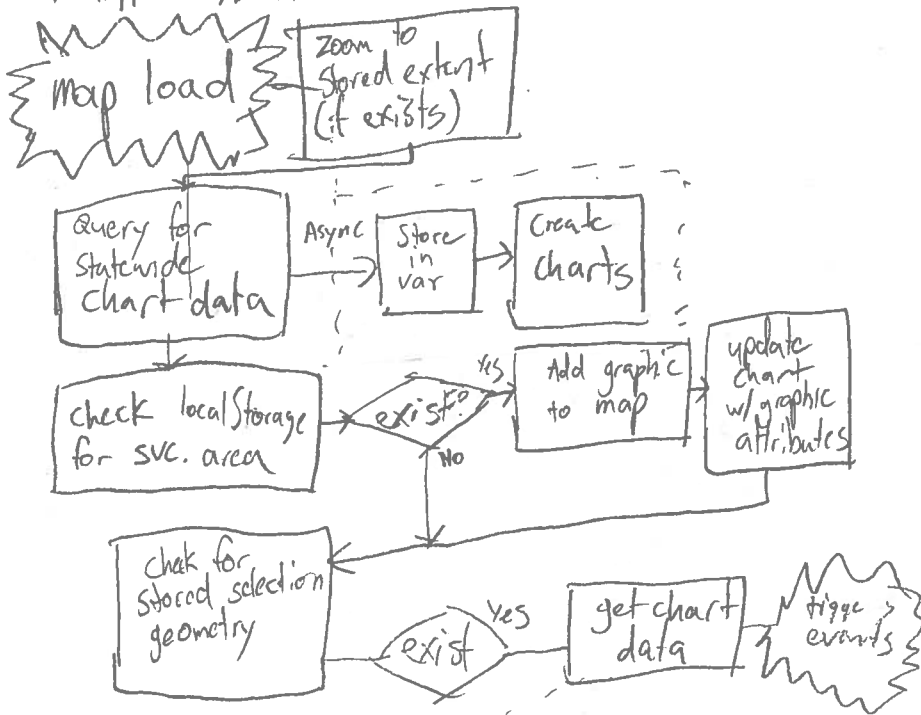 map load
Zoom to
Stored extent
(if exists)
Query for
Statewide
Chart data
Async
Store
in
var
Create
charts
check localStorage
for svc. area
exist?
Yes
No
Add graphic
to map
update
chart
w/graphic
attributes
check for
stored selection
geometry
exist
Yes
get chart
data
events